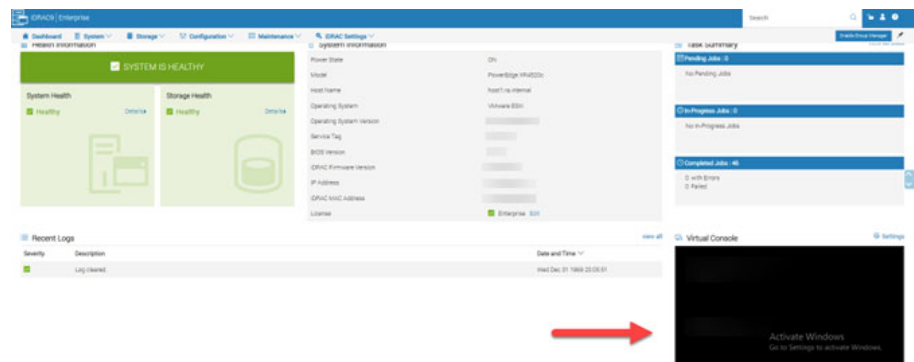 iDRAC9 | Enterprise
Search
Dashboard System Storage Configuration Maintenance iDRAC Settings
Enable Group Manager
Health Information
SYSTEM IS HEALTHY
System Health
Healthy Details
Storage Health
Healthy Details
System Information
Power State ON
Model PowerEdge XR4520c
Host Name
Operating System VMware ESXi
Operating System Version
Service Tag
BIOS Version
iDRAC Firmware Version
IP Address
iDRAC MAC Address
License Enterprise Edit
Task Summary
Pending Jobs : 0
No Pending Jobs
In-Progress Jobs : 0
No In-Progress Jobs
Completed Jobs : 46
0 with Errors
0 Failed
Recent Logs
view all
Severity Description Date and Time
Log cleared. Wed Dec 31 1969
Virtual Console
Settings
Activate Windows
Go to Settings to activate Windows.